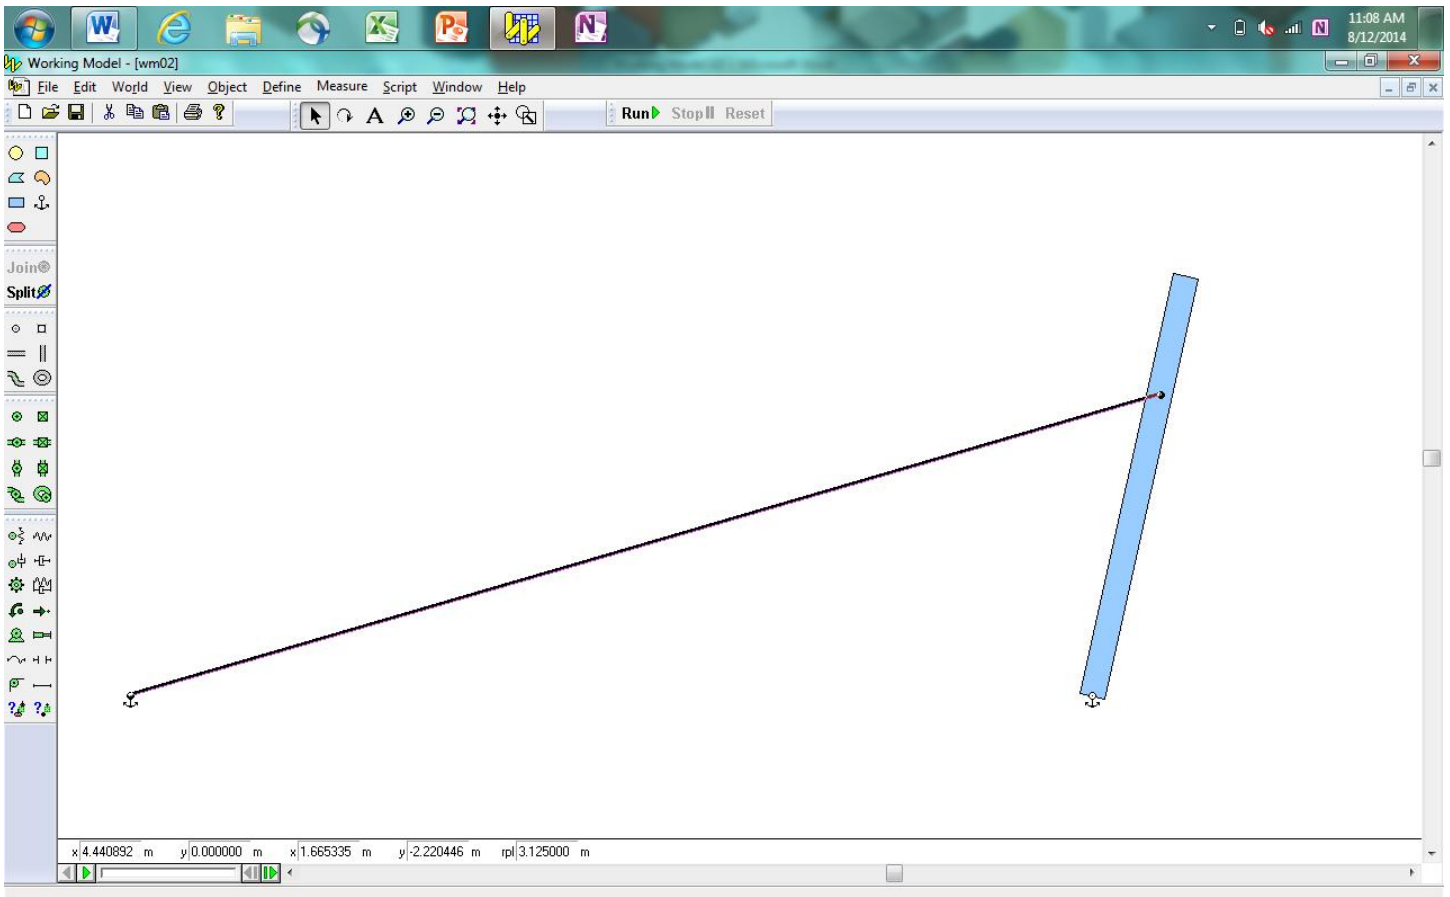 11:08 AM
8/12/2014
Working Model - [wm02]
File Edit World View Object Define Measure Script Window Help
A Run Stop Reset
Join
Split
x 4.440892 m y 0.000000 m x 1.665335 m y -2.220446 m rpl 3.125000 m